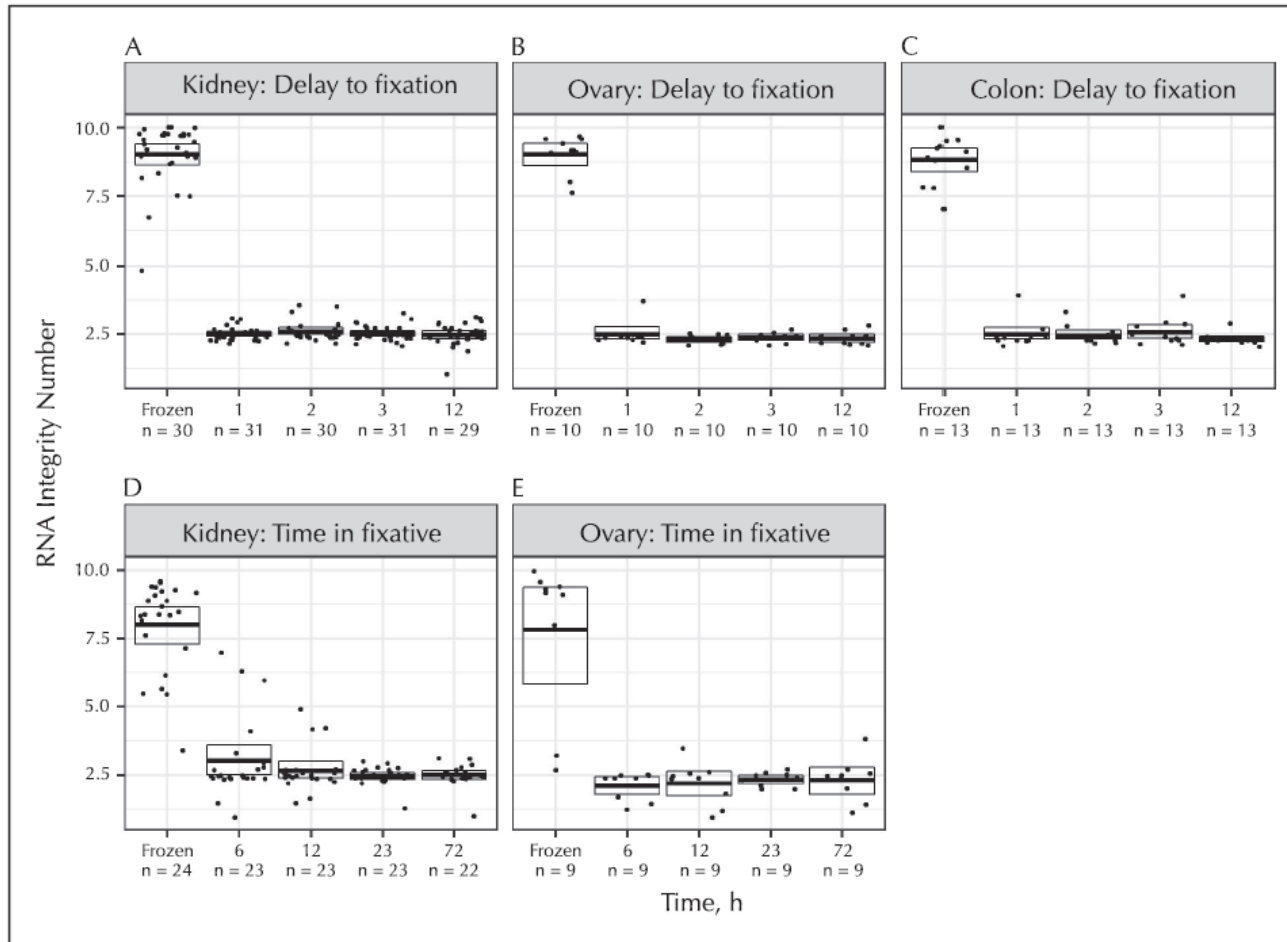 A
Kidney: Delay to fixation
B
Ovary: Delay to fixation
C
Colon: Delay to fixation
RNA Integrity Number
10.0
7.5
5.0
2.5
Frozen 1 2 3 12
n = 30 n = 31 n = 30 n = 31 n = 29
Frozen 1 2 3 12
n = 10 n = 10 n = 10 n = 10 n = 10
Frozen 1 2 3 12
n = 13 n = 13 n = 13 n = 13 n = 13
D
Kidney: Time in fixative
E
Ovary: Time in fixative
10.0
7.5
5.0
2.5
Frozen 6 12 23 72
n = 24 n = 23 n = 23 n = 23 n = 22
Frozen 6 12 23 72
n = 9 n = 9 n = 9 n = 9 n = 9
Time, h